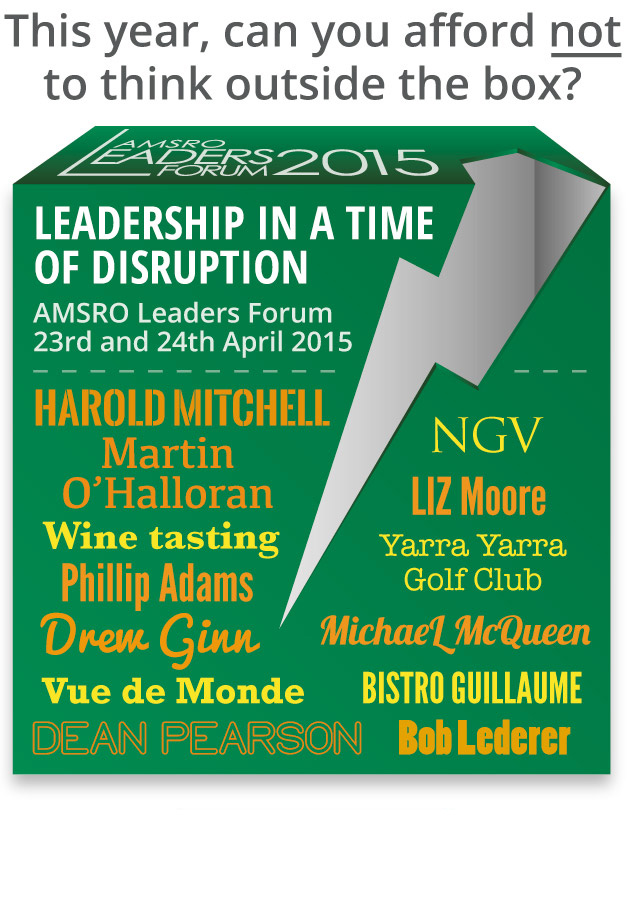 This year, can you afford not
to think outside the box?
AMSRO
LEADERS
FORUM 2015
LEADERSHIP IN A TIME
OF DISRUPTION
AMSRO Leaders Forum
23rd and 24th April 2015
HAROLD MITCHELL
Martin
O'Halloran
Wine tasting
Phillip Adams
Drew Ginn
Vue de Monde
DEAN PEARSON
NGV
LIZ Moore
Yarra Yarra
Golf Club
MichaeL McQueen
BISTRO GUILLAUME
Bob Lederer